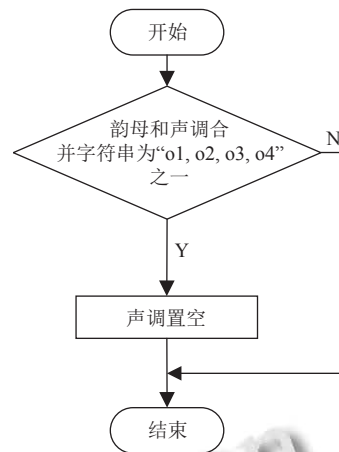 开始
韵母和声调合
并字符串为“o1, o2, o3, o4”
之一
N
Y
声调置空
结束